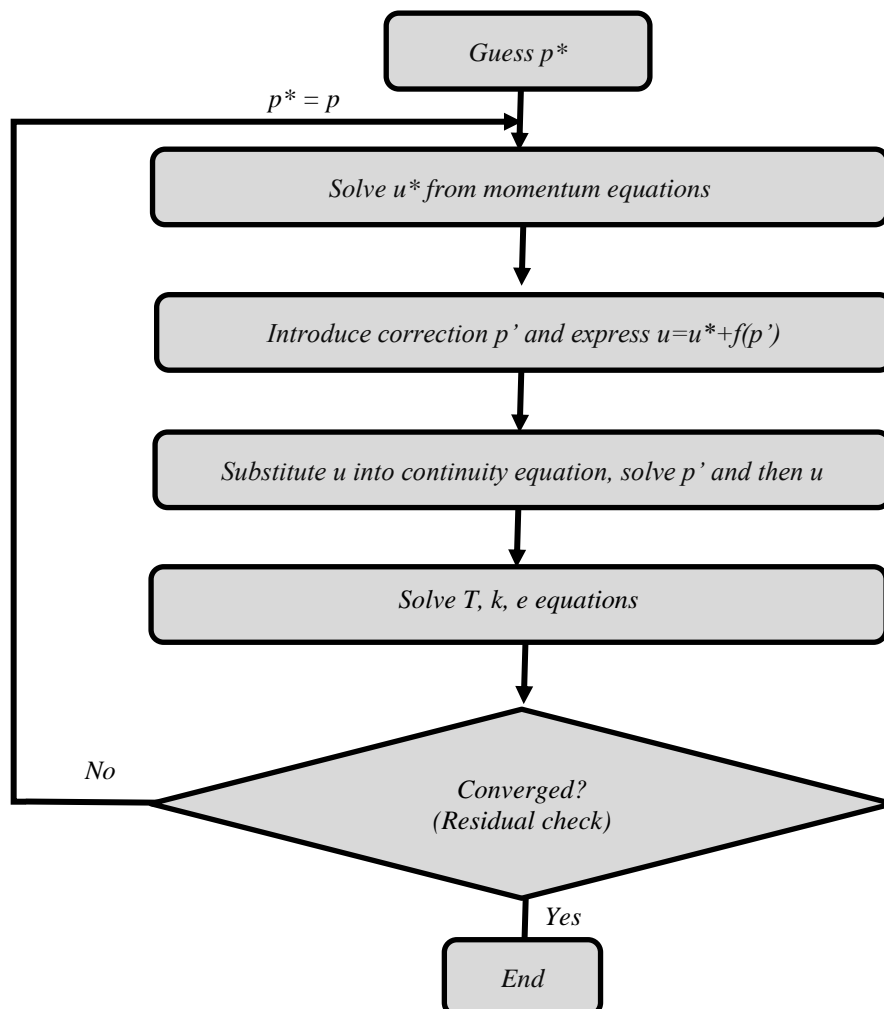 Guess p*
p* = p
Solve u* from momentum equations
Introduce correction p’ and express u=u*+f(p’)
Substitute u into continuity equation, solve p’ and then u
Solve T, k, e equations
No
Converged?
(Residual check)
Yes
End